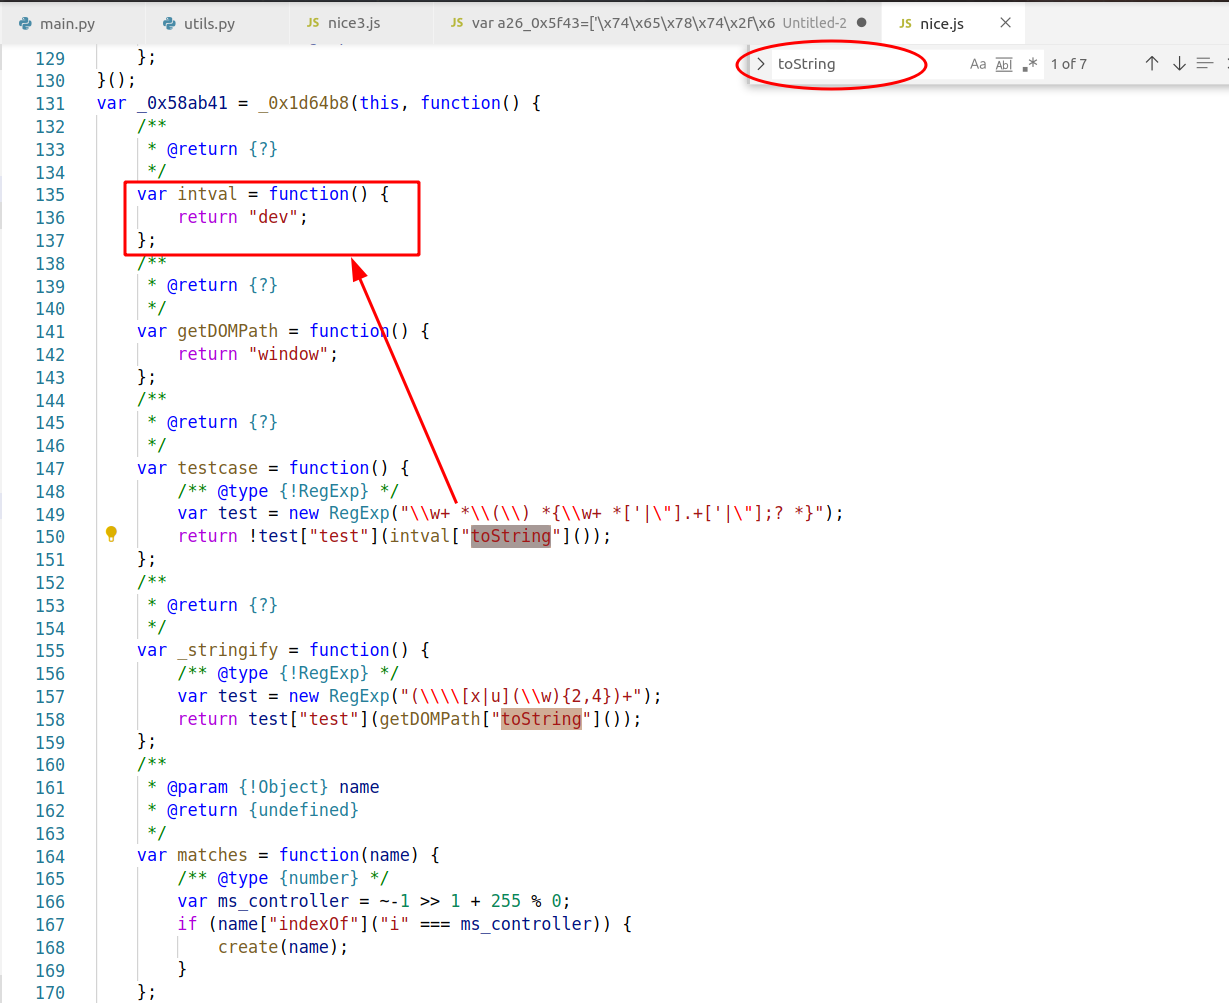 main.py
utils.py
JS nice3.js
JS var a26_0x5f43=['\x74\x65\x78\x74\x2f\x6 Untitled-2
JS nice.js
toString
Aa Abl .* 1 of 7
129 };
130 }();
131 var _0x58ab41 = _0x1d64b8(this, function() {
132 /**
133 * @return {?}
134 */
135 var intval = function() {
136 return "dev";
137 };
138 /**
139 * @return {?}
140 */
141 var getDOMPath = function() {
142 return "window";
143 };
144 /**
145 * @return {?}
146 */
147 var testcase = function() {
148 /** @type {!RegExp} */
149 var test = new RegExp("\\w+ *\\(\\) *{\\w+ *['|\"].+['|\"];? *}");
150 return !test["test"](intval["toString"]());
151 };
152 /**
153 * @return {?}
154 */
155 var _stringify = function() {
156 /** @type {!RegExp} */
157 var test = new RegExp("(\\\\[x|u](\\w){2,4})+");
158 return test["test"](getDOMPath["toString"]());
159 };
160 /**
161 * @param {!Object} name
162 * @return {undefined}
163 */
164 var matches = function(name) {
165 /** @type {number} */
166 var ms_controller = ~-1 >> 1 + 255 % 0;
167 if (name["indexOf"]("i" === ms_controller)) {
168 create(name);
169 }
170 };